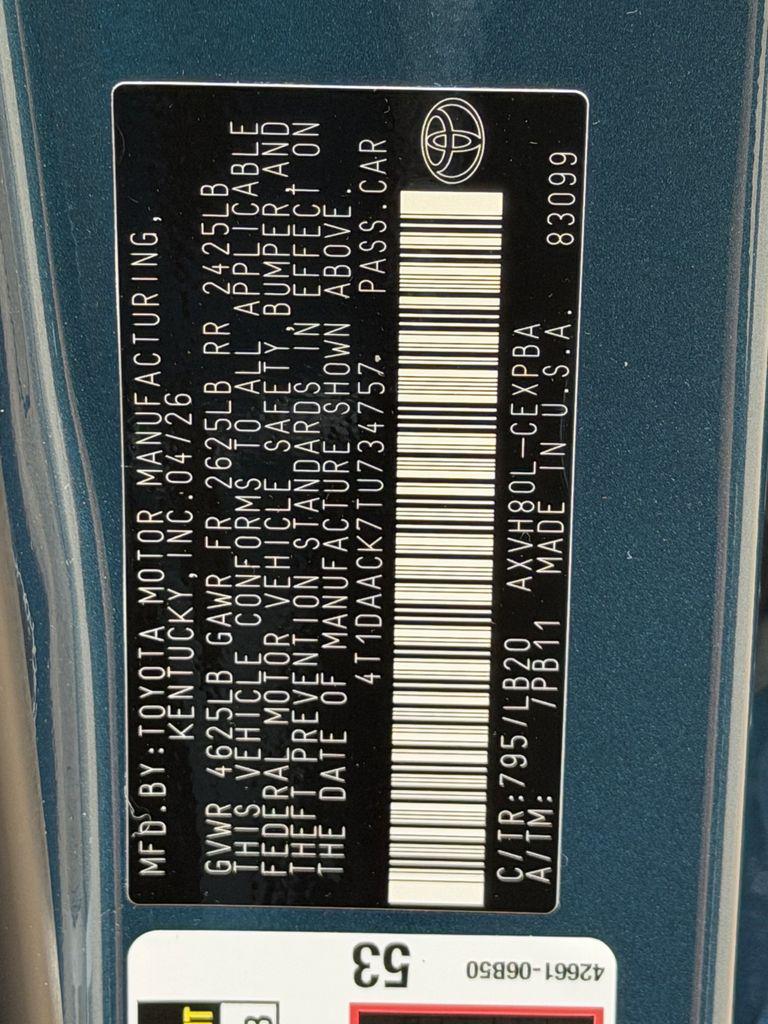 MFD.BY:TOYOTA MOTOR MANUFACTURING,
KENTUCKY, INC.04/26
GVWR 4625LB GAWR FR 2625LB RR 2425LB
THIS VEHICLE CONFORMS TO ALL APPLICABLE
FEDERAL MOTOR VEHICLE SAFETY, BUMPER AND
THEFT PREVENTION STANDARDS IN EFFECT ON
THE DATE OF MANUFACTURE SHOWN ABOVE.
4T1DAACK7TU734757. PASS.CAR
C/TR:795/LB20 AXVH80L-CEXPBA
A/TM: /PB11 MADE IN U.S.A. 83099
53
42661-06B50